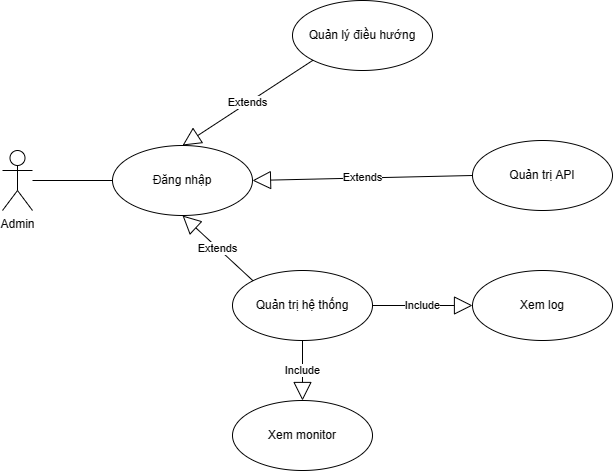 Quản lý điều hướng
Extends
Đăng nhập
Extends
Quản trị API
Admin
Extends
Quản trị hệ thống
Include
Xem log
Include
Xem monitor